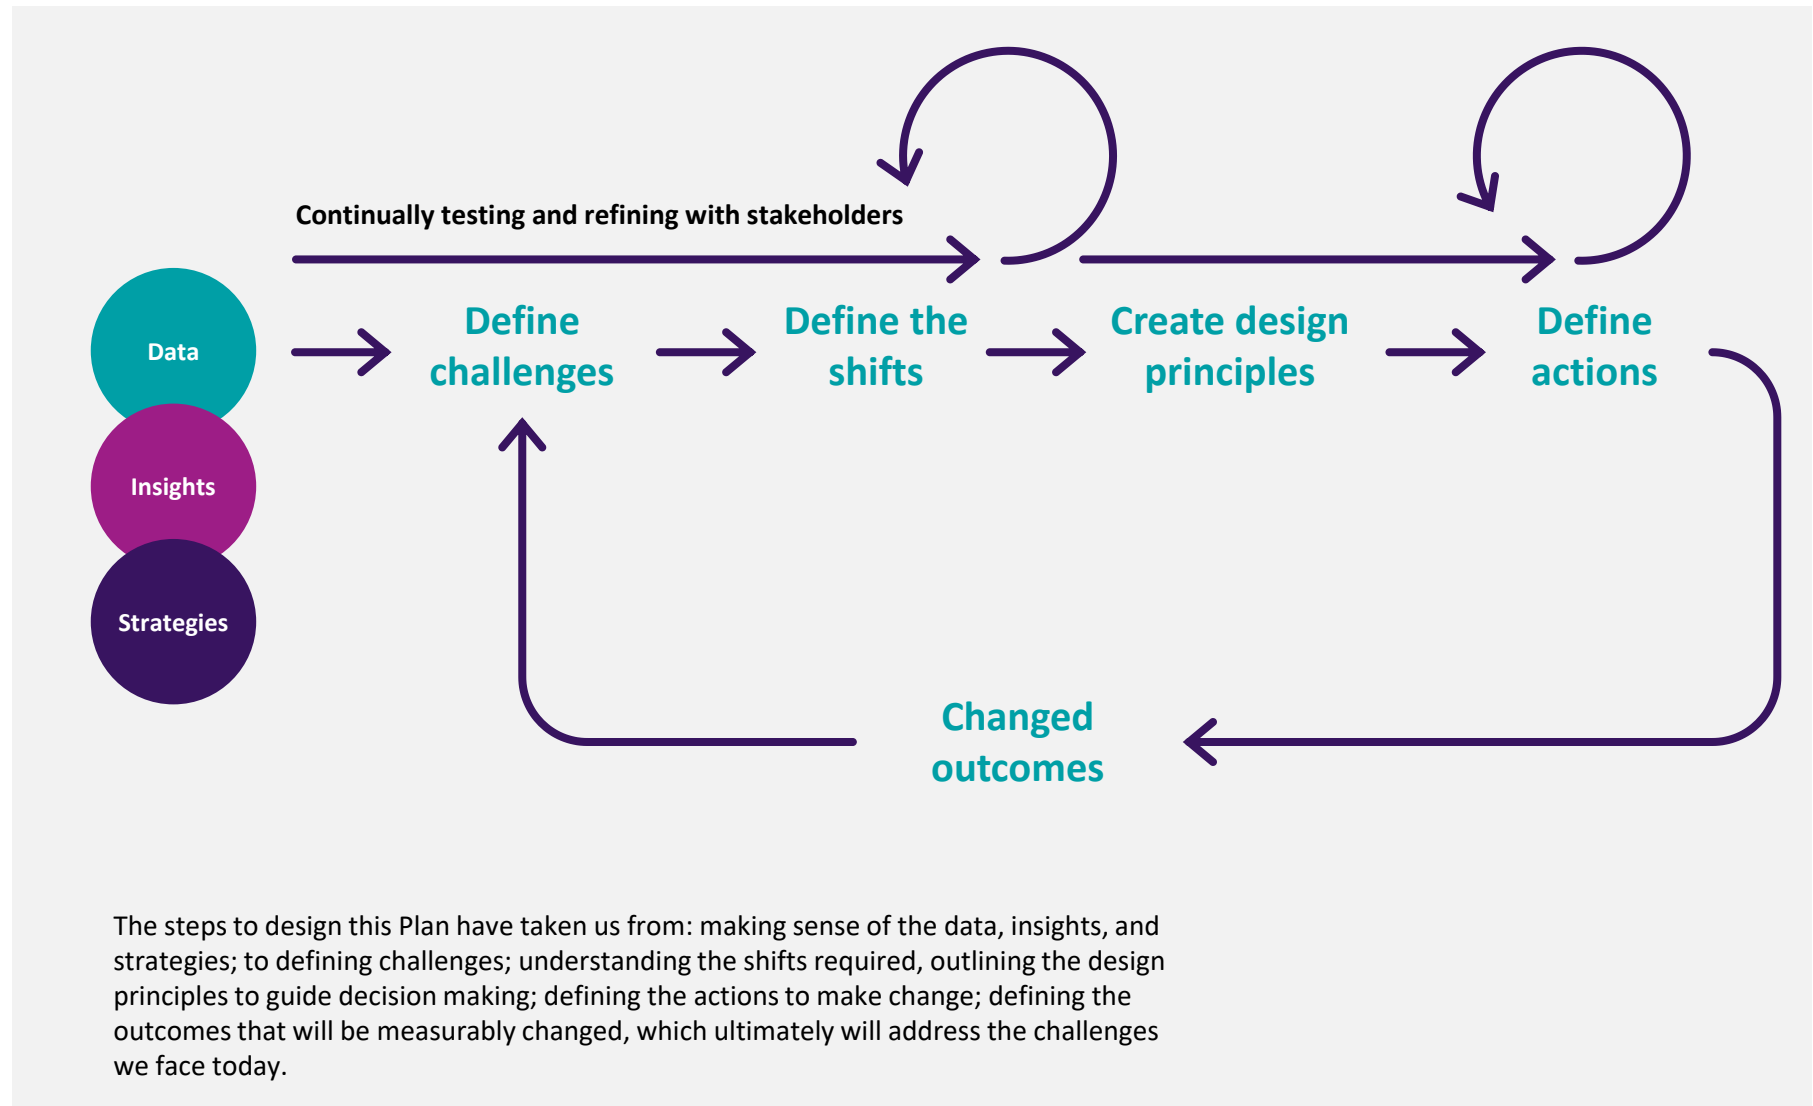 Continually testing and refining with stakeholders
Data
Insights
Strategies
Define
challenges
Define the
shifts
Create design
principles
Define
actions
Changed
outcomes
The steps to design this Plan have taken us from: making sense of the data, insights, and
strategies; to defining challenges; understanding the shifts required, outlining the design
principles to guide decision making; defining the actions to make change; defining the
outcomes that will be measurably changed, which ultimately will address the challenges
we face today.